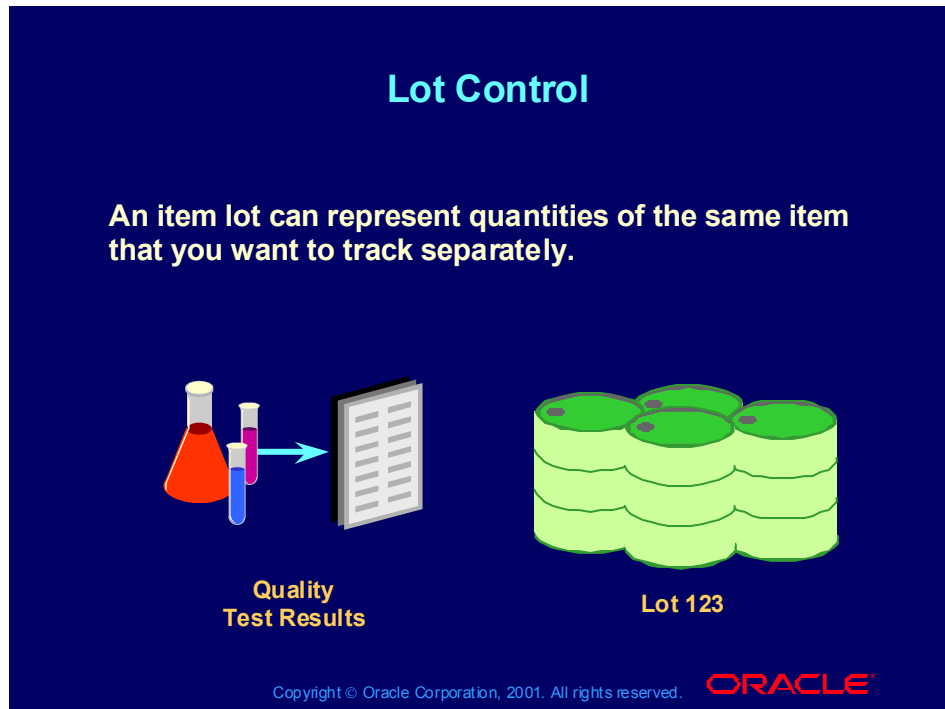 Lot Control
An item lot can represent quantities of the same item
that you want to track separately.
Quality
Test Results
Lot 123
Copyright © Oracle Corporation, 2001. All rights reserved.
ORACLE®